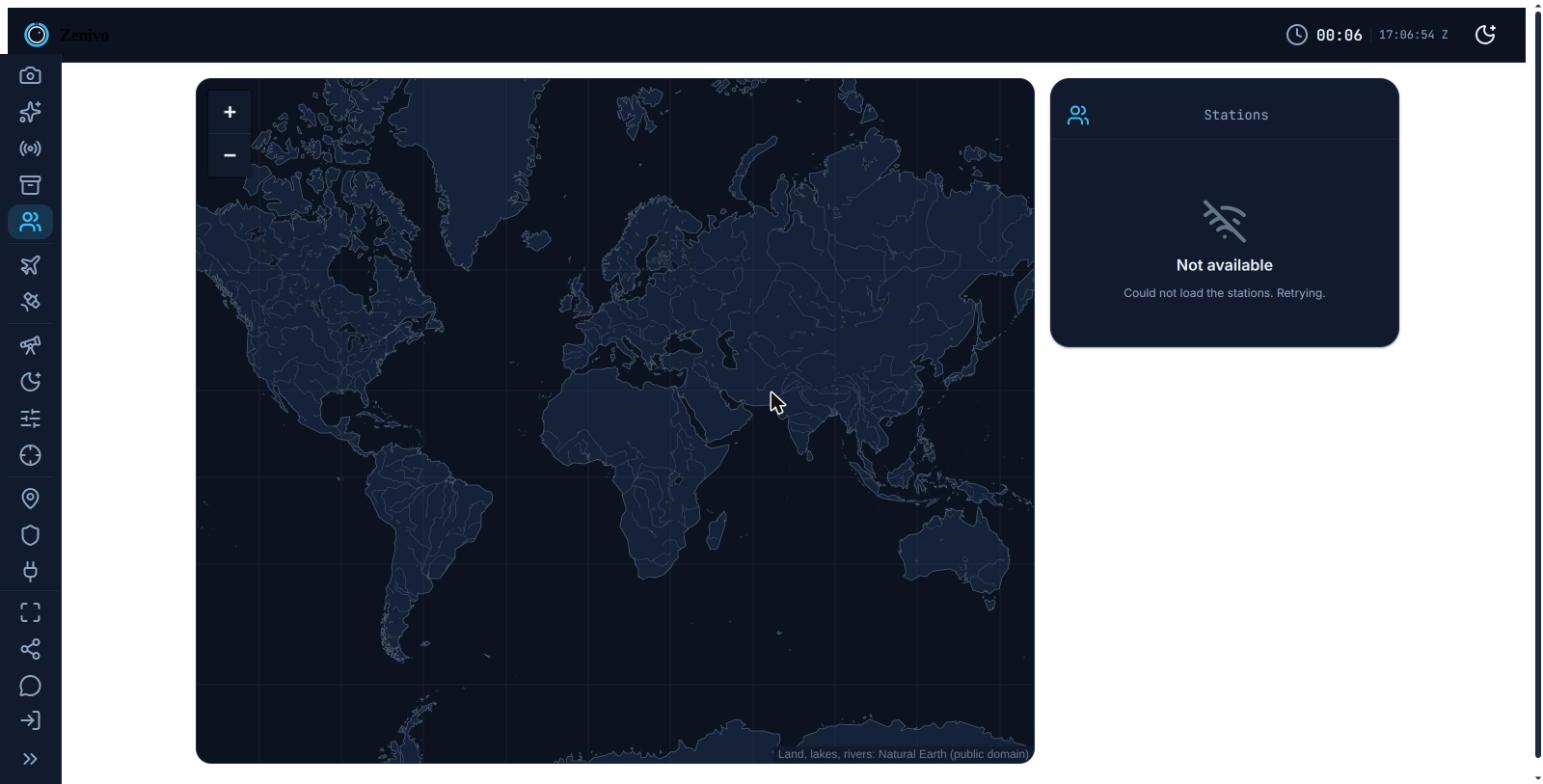 Zenivo
00:06
17:06:54 Z
+
−
Stations
Not available
Could not load the stations. Retrying.
Land, lakes, rivers: Natural Earth (public domain)